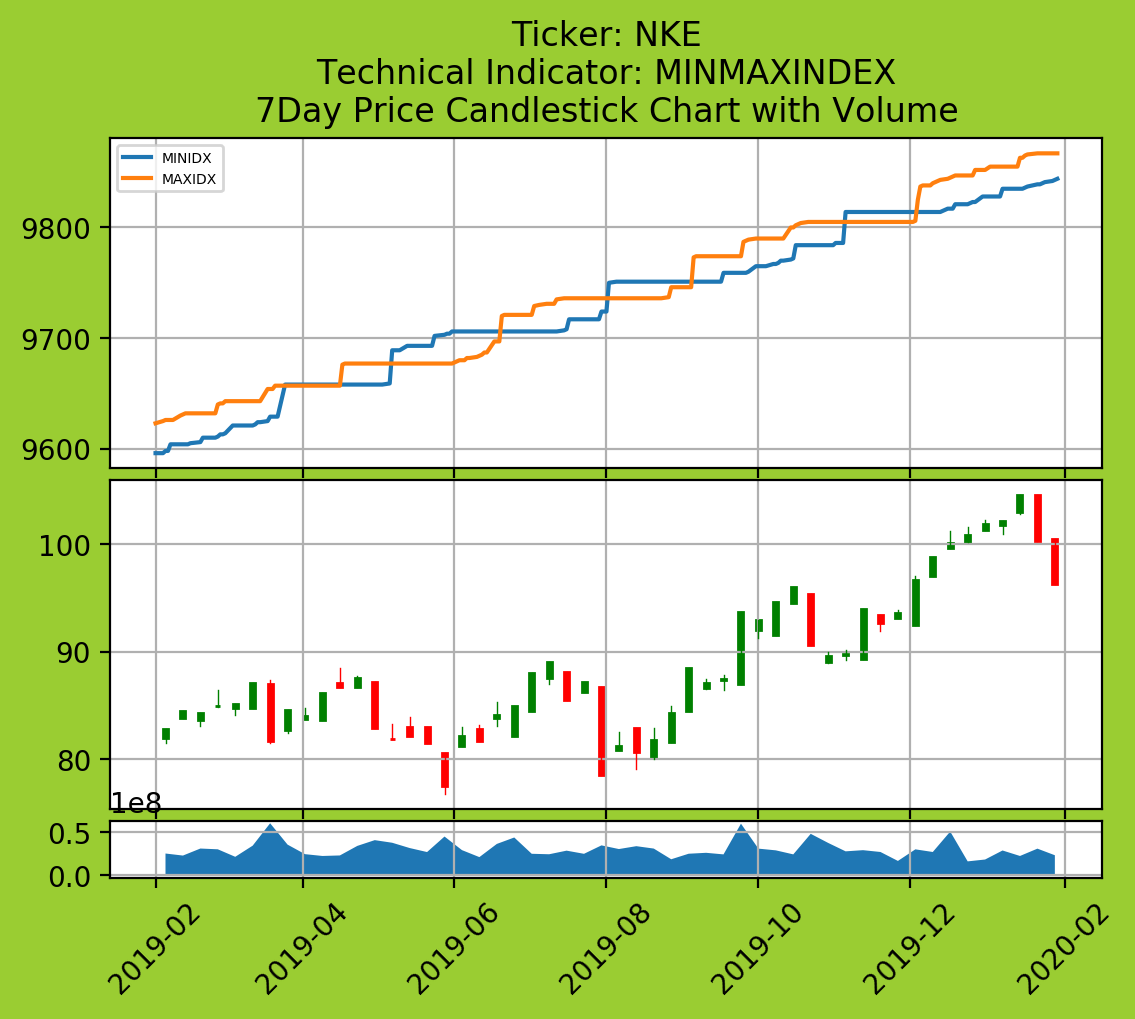 Ticker: NKE
Technical Indicator: MINMAXINDEX
7Day Price Candlestick Chart with Volume
MINIDX
MAXIDX
9800
9700
9600
100
90
80
1e8
0.5
0.0
2019-02
2019-04
2019-06
2019-08
2019-10
2019-12
2020-02